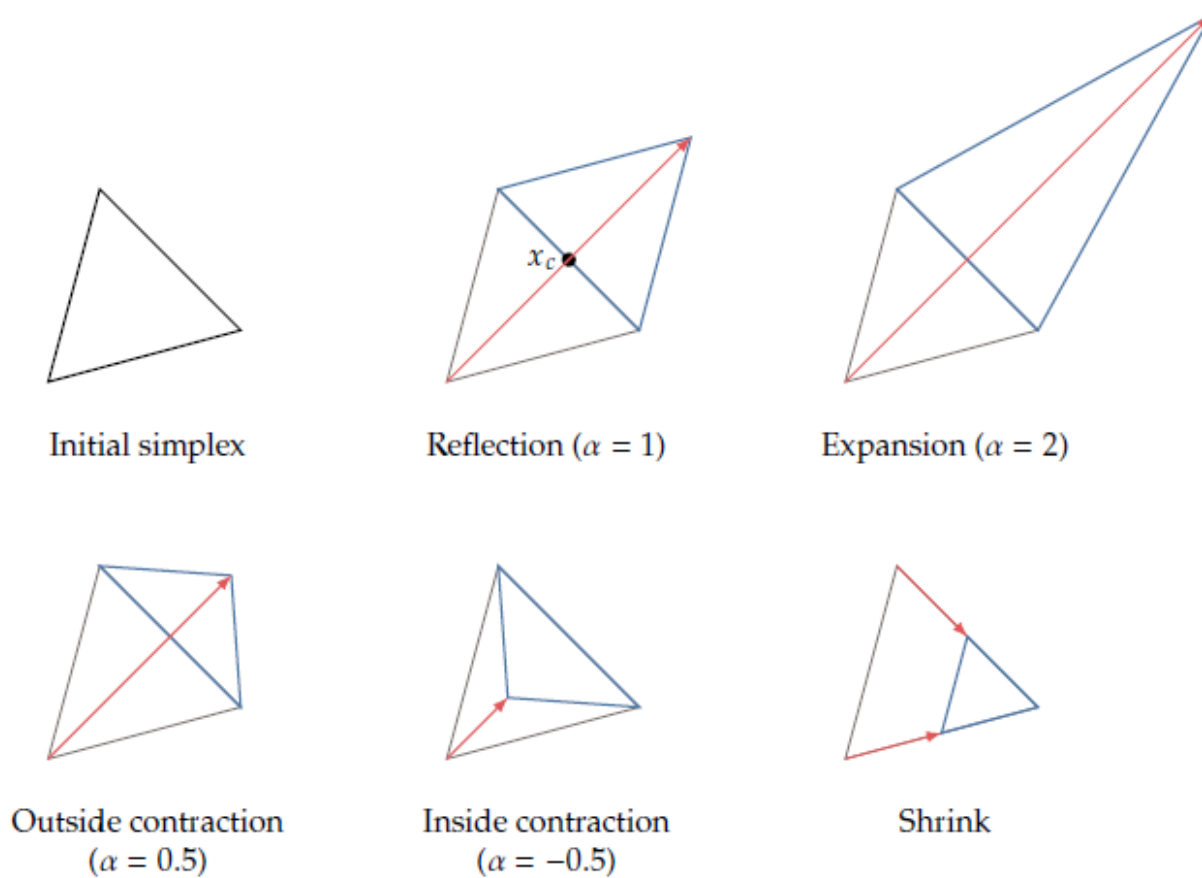 x_c
Initial simplex
Reflection (α = 1)
Expansion (α = 2)
Outside contraction
(α = 0.5)
Inside contraction
(α = −0.5)
Shrink